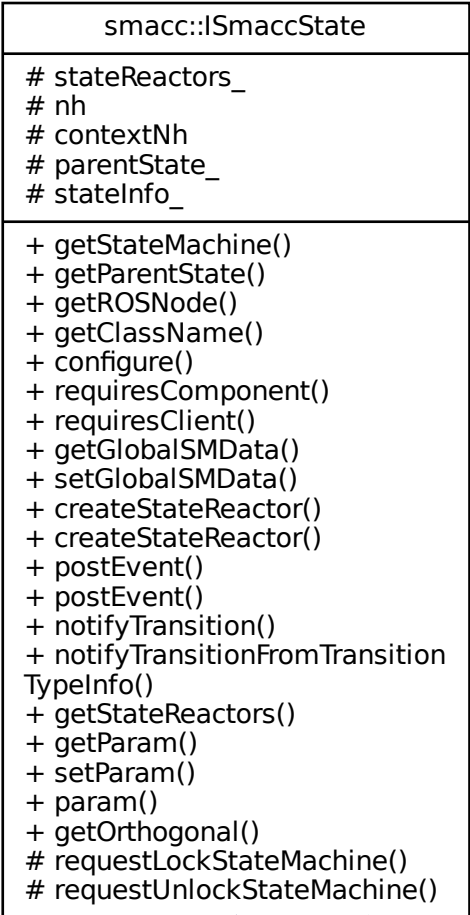 smacc::ISmaccState
# stateReactors_
# nh
# contextNh
# parentState_
# stateInfo_
+ getStateMachine()
+ getParentState()
+ getROSNode()
+ getClassName()
+ configure()
+ requiresComponent()
+ requiresClient()
+ getGlobalSMData()
+ setGlobalSMData()
+ createStateReactor()
+ createStateReactor()
+ postEvent()
+ postEvent()
+ notifyTransition()
+ notifyTransitionFromTransition
TypeInfo()
+ getStateReactors()
+ getParam()
+ setParam()
+ param()
+ getOrthogonal()
# requestLockStateMachine()
# requestUnlockStateMachine()